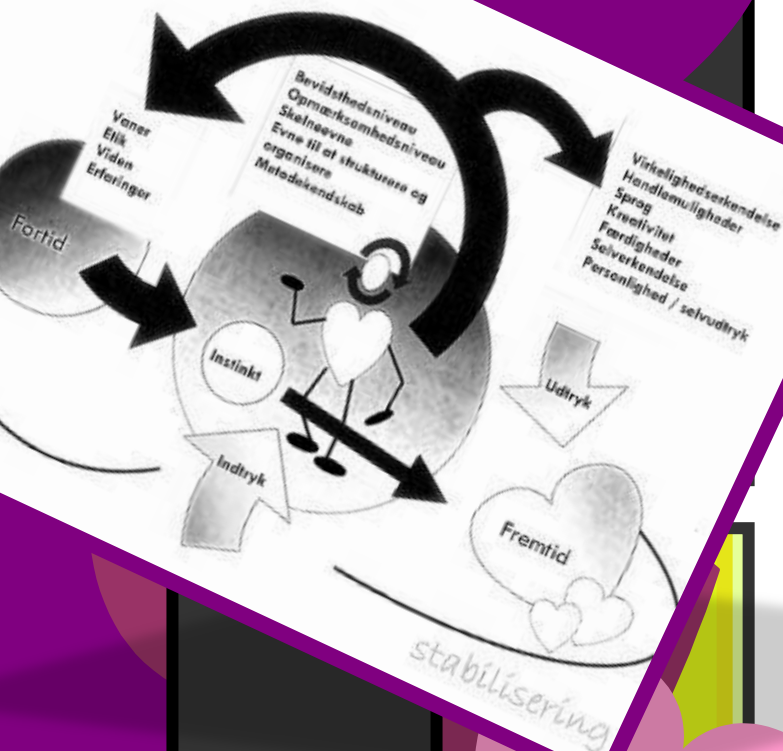 Vaner
Etik
Viden
Erfaringer
Bevidsthedsniveau
Opmærksomhedsniveau
Skelneevne
Evne til at strukturere og
organisere
Metodekendskab
Virkelighedserkendelse
Handlemuligheder
Sprog
Kreativitet
Færdigheder
Selverkendelse
Personlighed / selvudtryk
Fortid
Instinkt
Indtryk
Udtryk
Fremtid
stabilisering